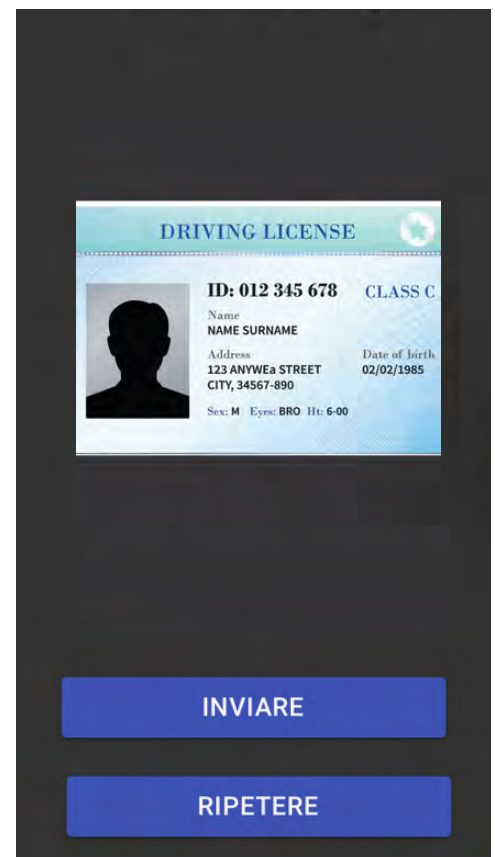 DRIVING LICENSE
ID: 012 345 678 CLASS C
Name
NAME SURNAME
Address Date of birth
123 ANYWEa STREET 02/02/1985
CITY, 34567-890
Sex: M Eyes: BRO Ht: 6-00
INVIARE
RIPETERE